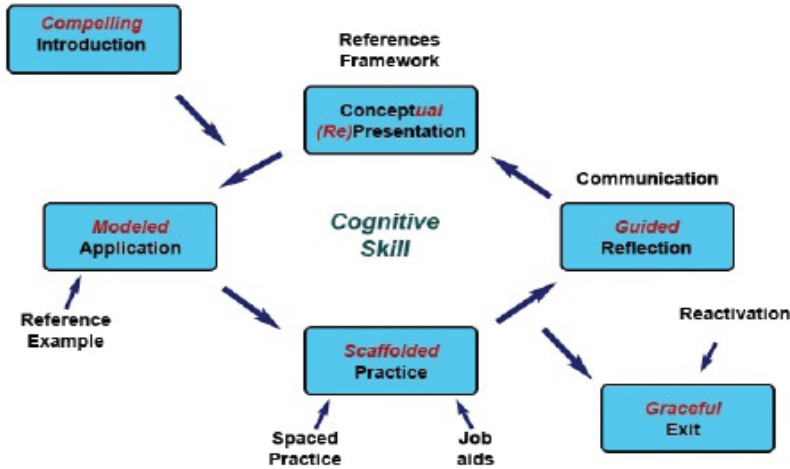 Compelling
Introduction
References
Framework
Conceptual
(Re)Presentation
Communication
Modeled
Application
Cognitive
Skill
Guided
Reflection
Reference
Example
Reactivation
Scaffolded
Practice
Graceful
Exit
Spaced
Practice
Job
aids